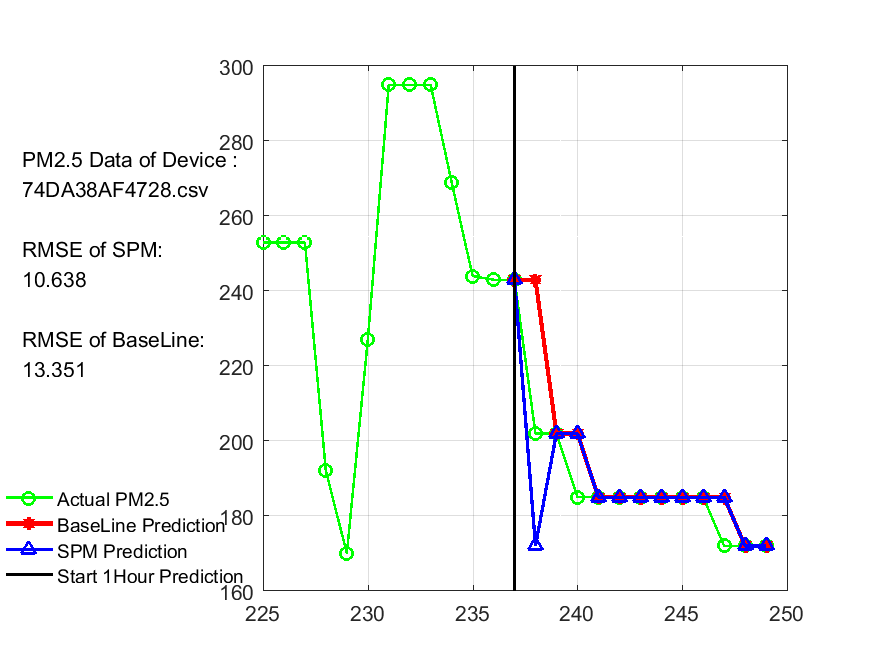 PM2.5 Data of Device :
74DA38AF4728.csv
RMSE of SPM:
10.638
RMSE of BaseLine:
13.351
Actual PM2.5
BaseLine Prediction
SPM Prediction
Start 1Hour Prediction
300
280
260
240
220
200
180
160
225
230
235
240
245
250